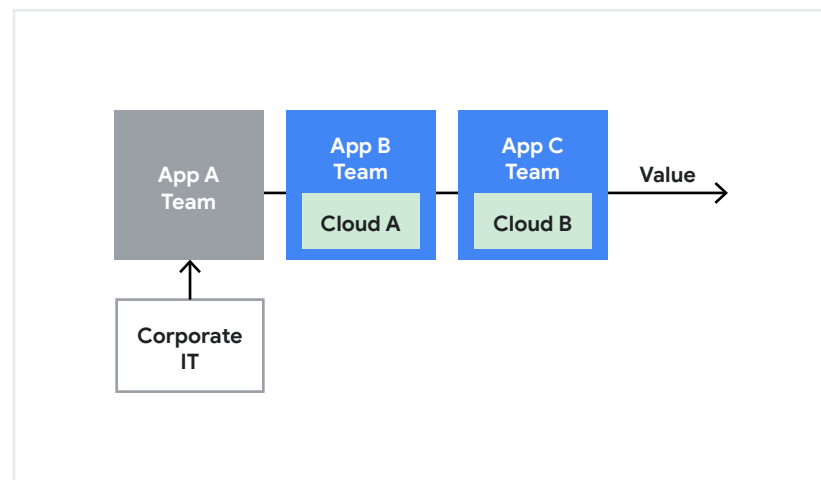 App A
Team
App B
Team
Cloud A
App C
Team
Cloud B
Value
Corporate
IT